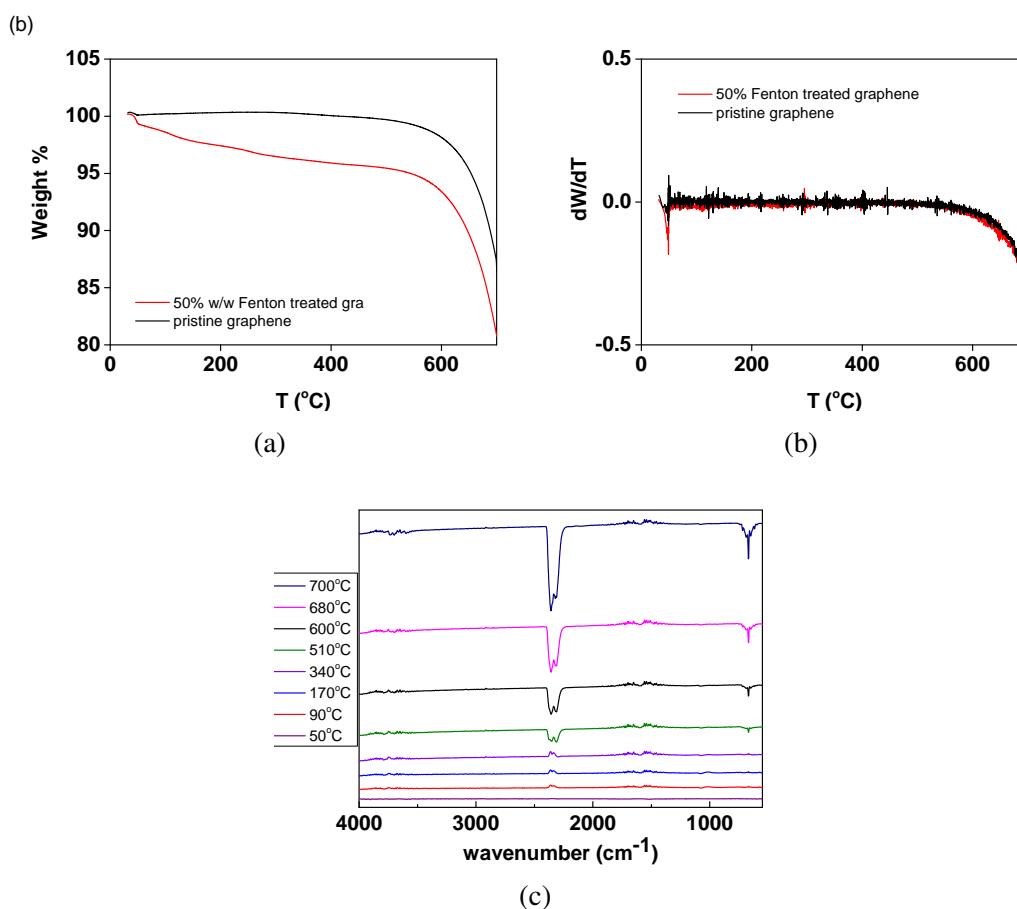 (b)
105
100
95
90
85
80
0
200
400
600
Weight %
T (°C)
50% w/w Fenton treated gra
pristine graphene
(a)
0.5
0.0
-0.5
0
200
400
600
dW/dT
T (°C)
50% Fenton treated graphene
pristine graphene
(b)
700°C
680°C
600°C
510°C
340°C
170°C
90°C
50°C
4000
3000
2000
1000
wavenumber (cm⁻¹)
(c)